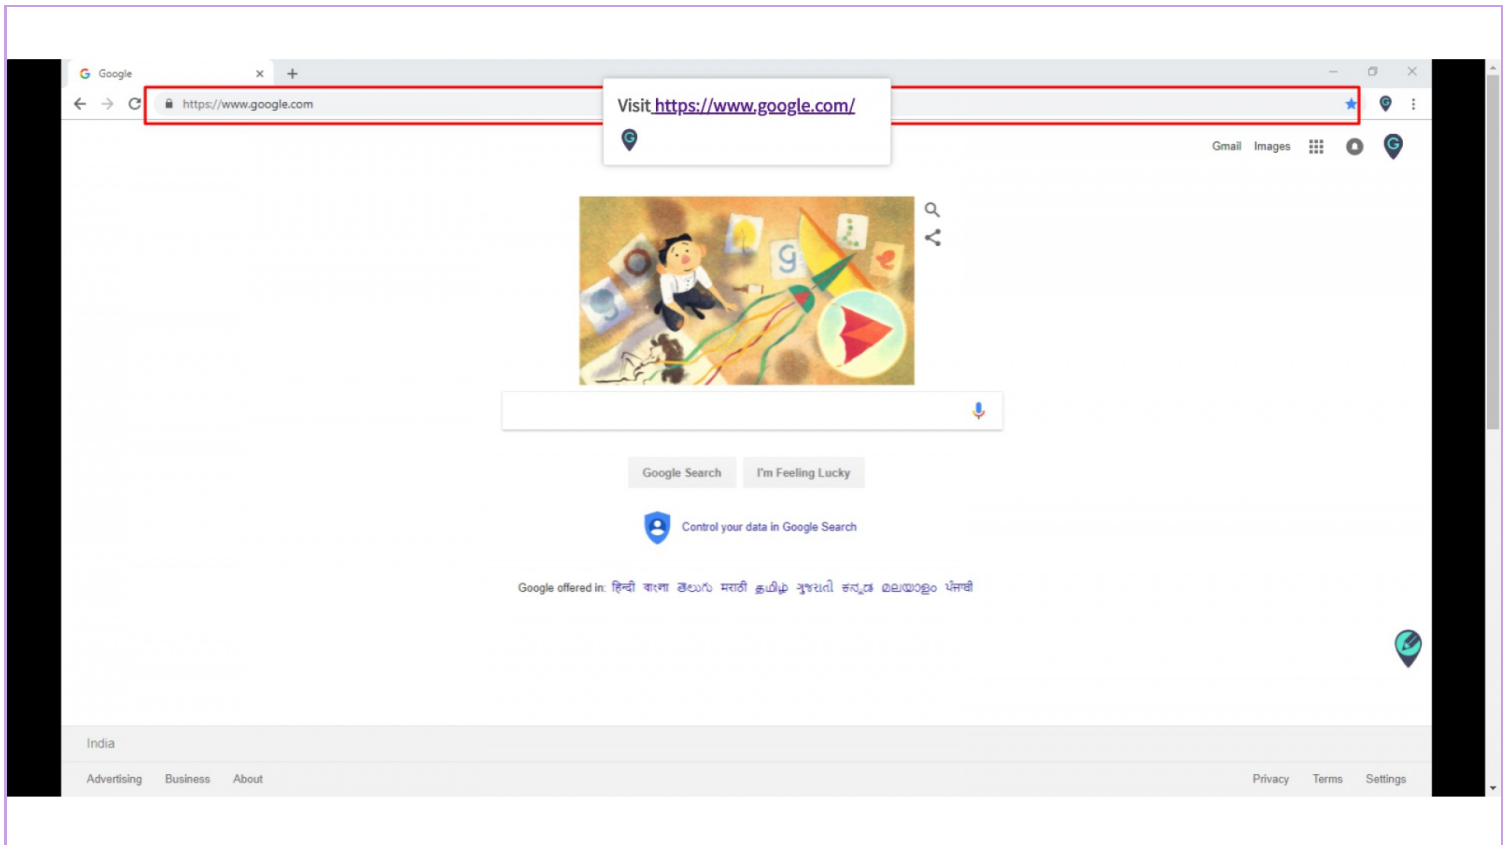 Google
https://www.google.com
Visit https://www.google.com/
Gmail Images
Google Search I'm Feeling Lucky
Control your data in Google Search
Google offered in: हिन्दी বাংলা తెలుగు मराठी தமிழ் ગુજરાતી ಕನ್ನಡ മലയാളം ਪੰਜਾਬੀ
India
Advertising Business About
Privacy Terms Settings